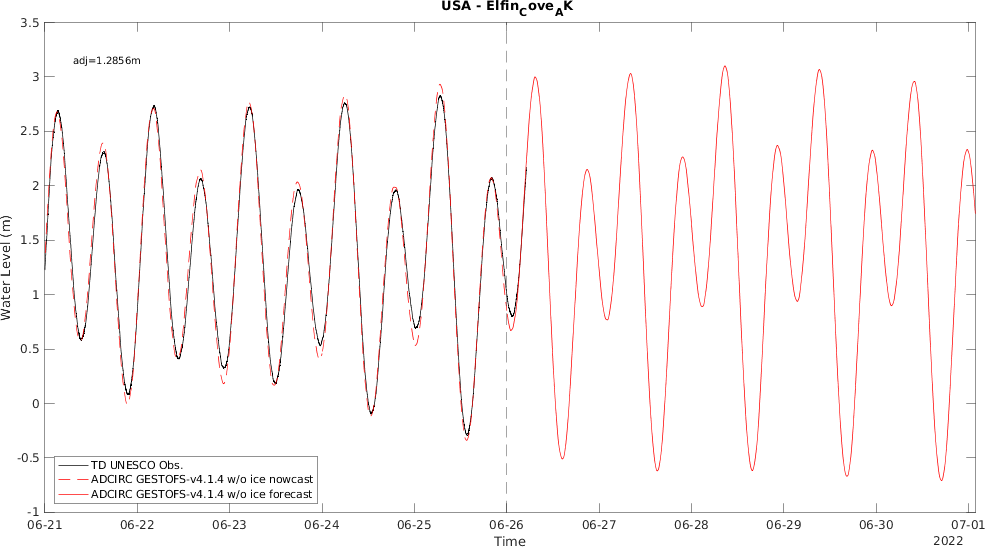 USA - ElfinCoveAK
3.5
adj=1.2856m
3
2.5
2
1.5
1
0.5
0
-0.5
-1
Water Level (m)
TD UNESCO Obs.
ADCIRC GESTOFS-v4.1.4 w/o ice nowcast
ADCIRC GESTOFS-v4.1.4 w/o ice forecast
06-21 06-22 06-23 06-24 06-25 06-26 06-27 06-28 06-29 06-30 07-01
Time
2022